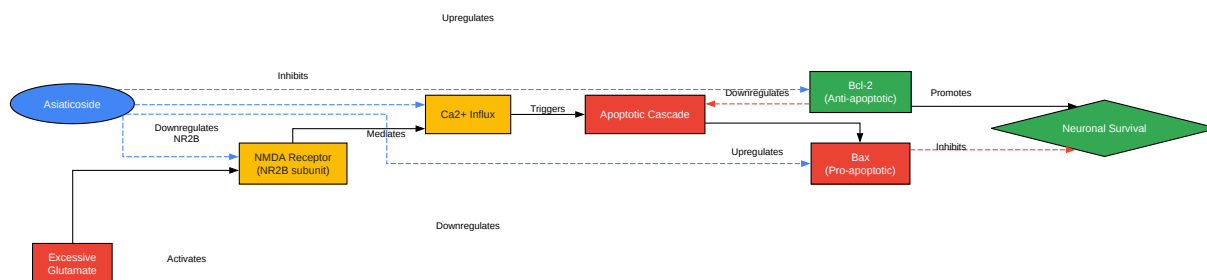 Upregulates
Inhibits
Asiaticoside
Downregulates
NR2B
Ca2+ Influx
Triggers
Mediates
NMDA Receptor
(NR2B subunit)
Apoptotic Cascade
Downregulates
Bcl-2
(Anti-apoptotic)
Promotes
Neuronal Survival
Upregulates
Bax
(Pro-apoptotic)
Inhibits
Downregulates
Excessive
Glutamate
Activates